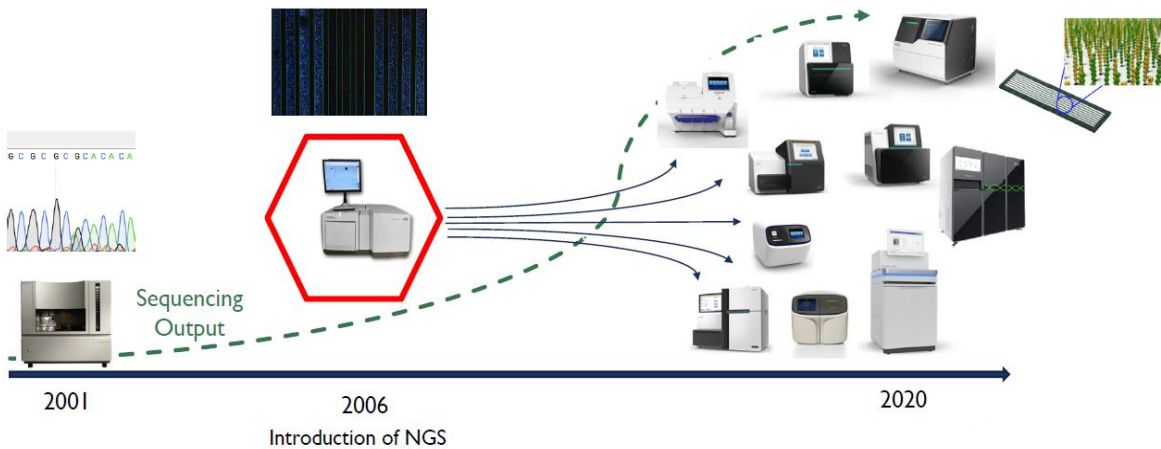 G C G C G C G C A C A C A
Sequencing
Output
2001
2006
Introduction of NGS
2020